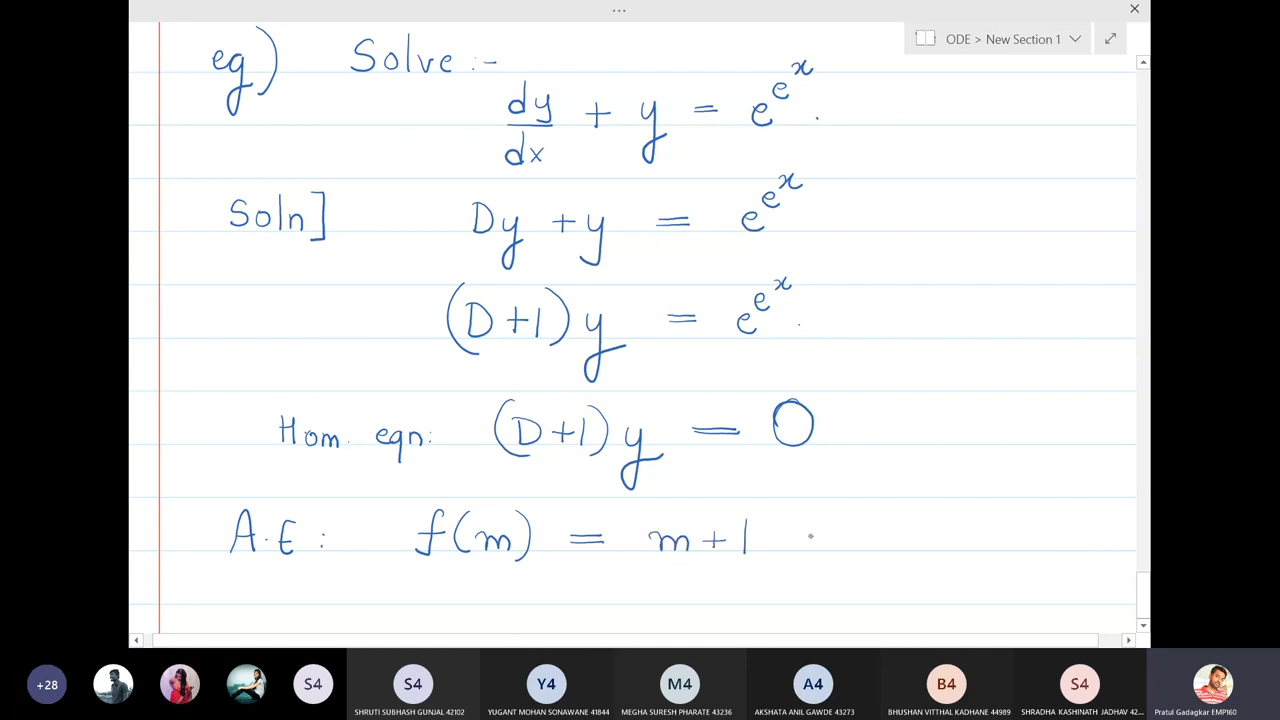 ODE > New Section 1
eg) Solve :-
dy/dx + y = e^{e^x}.
Soln] Dy + y = e^{e^x}
(D+1) y = e^{e^x}.
Hom. eqn: (D+1) y = 0
A.E : f(m) = m+1
+28 S4 S4 Y4 M4 A4 B4 S4
SHRUTI SUBHASH GUNJAL 42102 YUGANT MOHAN SONAWANE 41844 MEGHA SURESH PHARATE 43236 AKSHATA ANIL GAWDE 43273 BHUSHAN VITTHAL KADHANE 44989 SHRADHA KASHINATH JADHAV 42... Pratul Gadagkar EMP160